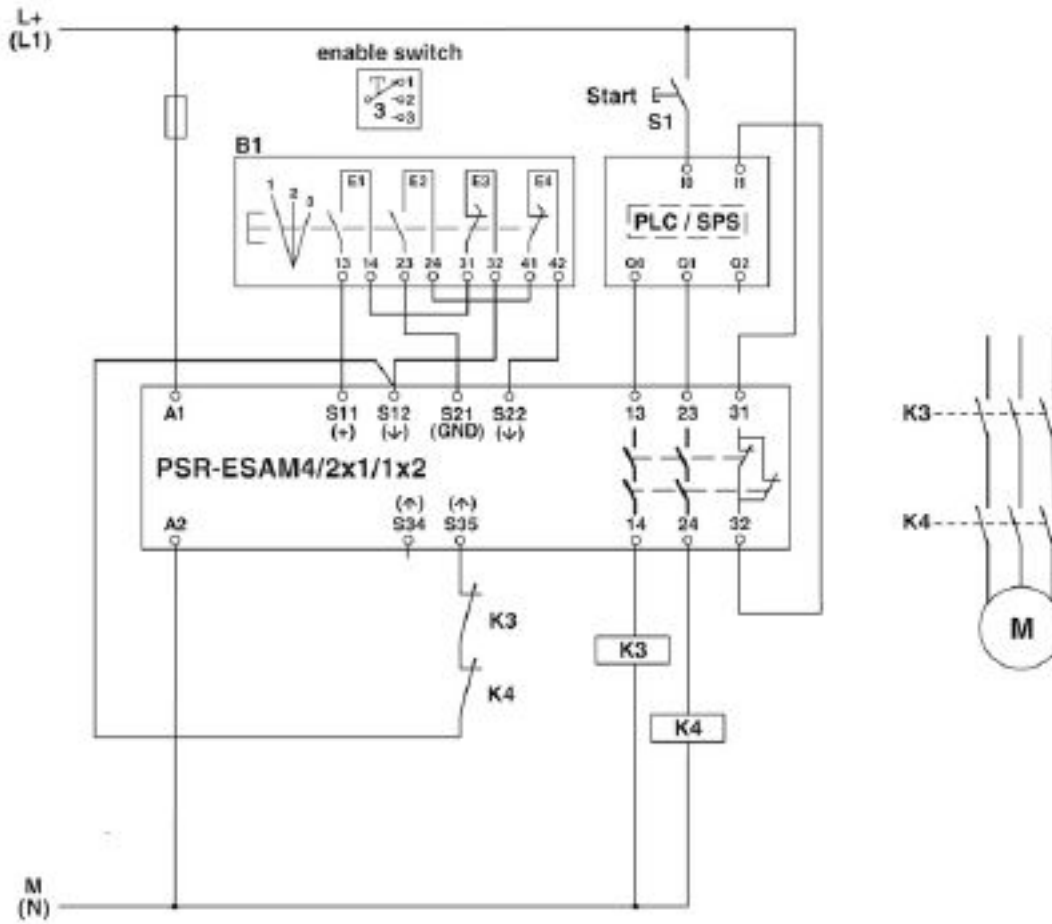 L+
(L1)
enable switch
1
2
3 3
Start
S1
B1
1 2 3
E1 E2 E3 E4
13 14 23 24 31 32 41 42
I0 I1
PLC / SPS
Q0 Q1 Q2
A1 S11 S12 S21 S22 13 23 31
(+) (↓) (GND) (↓)
PSR-ESAM4/2x1/1x2
(↑) (↑)
A2 S34 S35 14 24 32
K3
K4
K3
K4
K3
K4
M
M
(N)